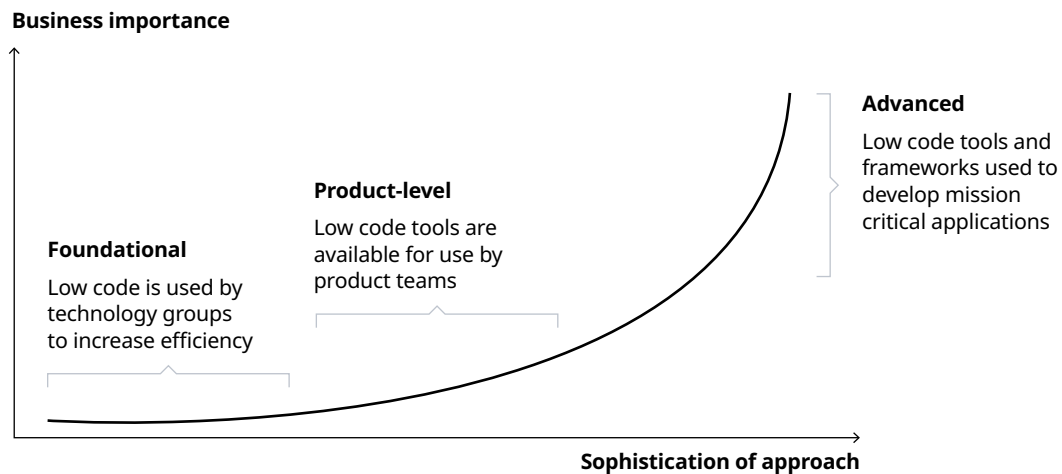 Business importance
Foundational
Low code is used by
technology groups
to increase efficiency
Product-level
Low code tools are
available for use by
product teams
Advanced
Low code tools and
frameworks used to
develop mission
critical applications
Sophistication of approach